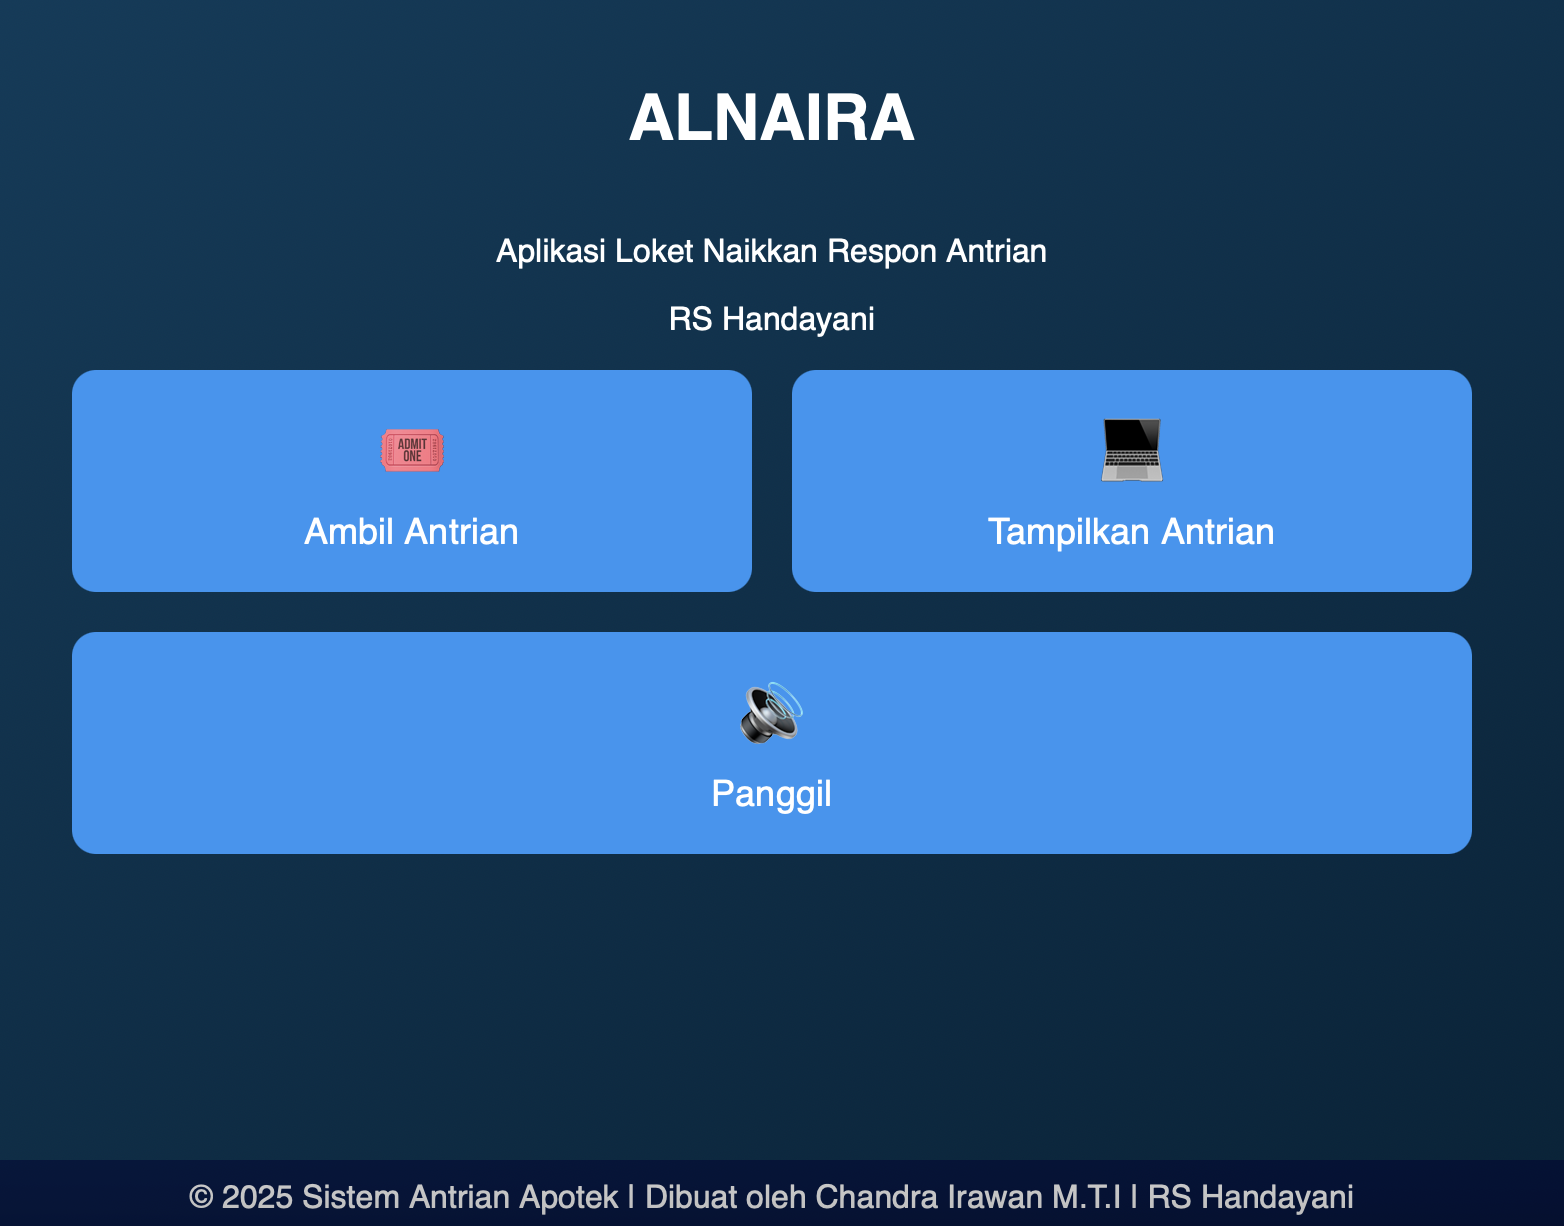 ALNAIRA
Aplikasi Loket Naikkan Respon Antrian
RS Handayani
ADMIT
ONE
Ambil Antrian
Tampilkan Antrian
Panggil
© 2025 Sistem Antrian Apotek | Dibuat oleh Chandra Irawan M.T.I | RS Handayani